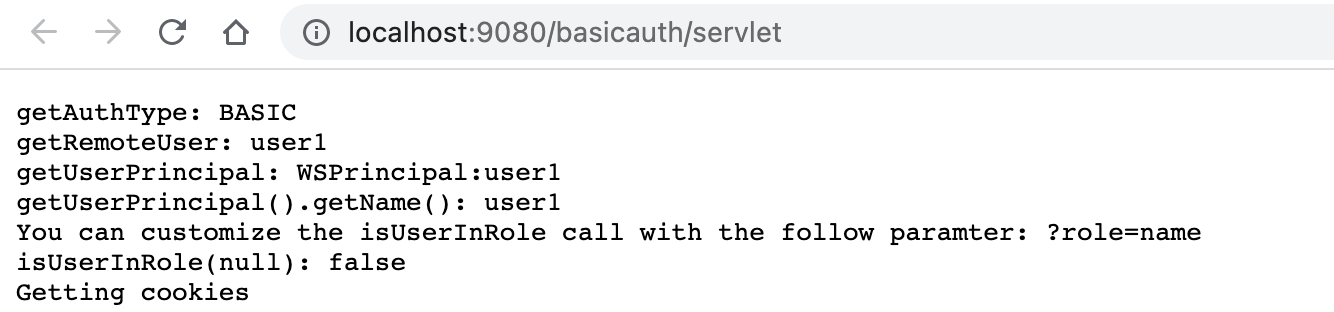 localhost:9080/basicauth/servlet
getAuthType: BASIC
getRemoteUser: user1
getUserPrincipal: WSPrincipal:user1
getUserPrincipal().getName(): user1
You can customize the isUserInRole call with the follow paramter: ?role=name
isUserInRole(null): false
Getting cookies